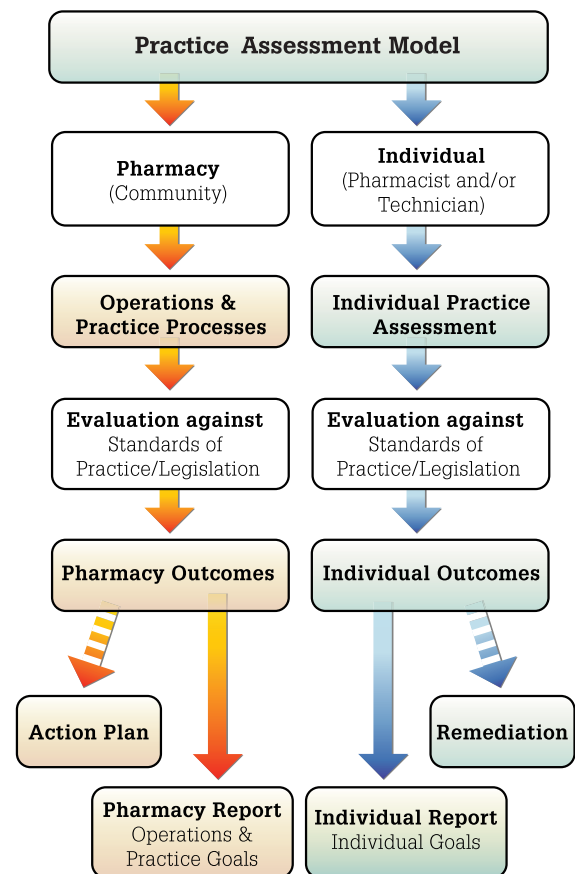 Practice Assessment Model
Pharmacy
(Community)
Individual
(Pharmacist and/or
Technician)
Operations &
Practice Processes
Individual Practice
Assessment
Evaluation against
Standards of
Practice/Legislation
Evaluation against
Standards of
Practice/Legislation
Pharmacy Outcomes
Individual Outcomes
Action Plan
Remediation
Pharmacy Report
Operations &
Practice Goals
Individual Report
Individual Goals